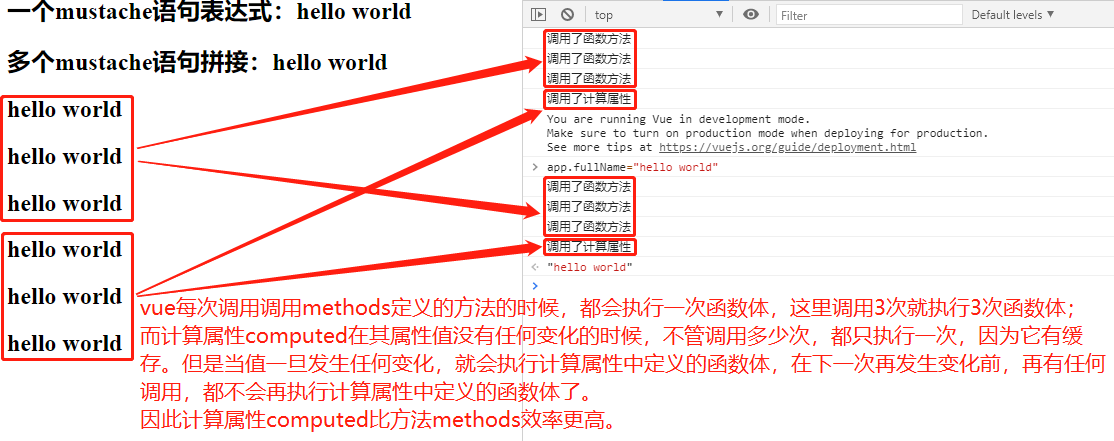 一个mustache语句表达式：hello world
多个mustache语句拼接：hello world
hello world
hello world
hello world
hello world
hello world
hello world
top
Filter
Default levels
调用了函数方法
调用了函数方法
调用了函数方法
调用了计算属性
You are running Vue in development mode.
Make sure to turn on production mode when deploying for production.
See more tips at https://vuejs.org/guide/deployment.html
> app.fullName="hello world"
调用了函数方法
调用了函数方法
调用了函数方法
调用了计算属性
"hello world"
>
vue每次调用调用methods定义的方法的时候，都会执行一次函数体，这里调用3次就执行3次函数体；
而计算属性computed在其属性值没有任何变化的时候，不管调用多少次，都只执行一次，因为它有缓
存。但是当值一旦发生任何变化，就会执行计算属性中定义的函数体，在下一次再发生变化前，再有任何
调用，都不会再执行计算属性中定义的函数体了。
因此计算属性computed比方法methods效率更高。